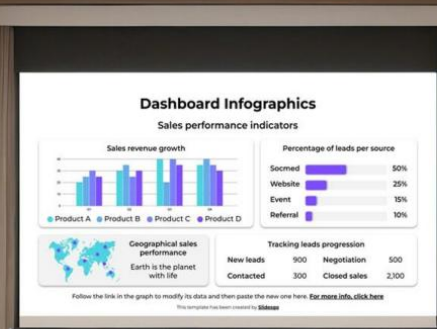 Dashboard Infographics
Sales performance indicators
Sales revenue growth
Product A Product B Product C Product D
Percentage of leads per source
Socmed 50%
Website 25%
Event 15%
Referral 10%
Geographical sales
performance
Earth is the planet
with life
Tracking leads progression
New leads 900 Negotiation 500
Contacted 300 Closed sales 2,100
Follow the link in the graph to modify its data and then paste the new one here. For more info, click here
This template has been created by Slidesgo